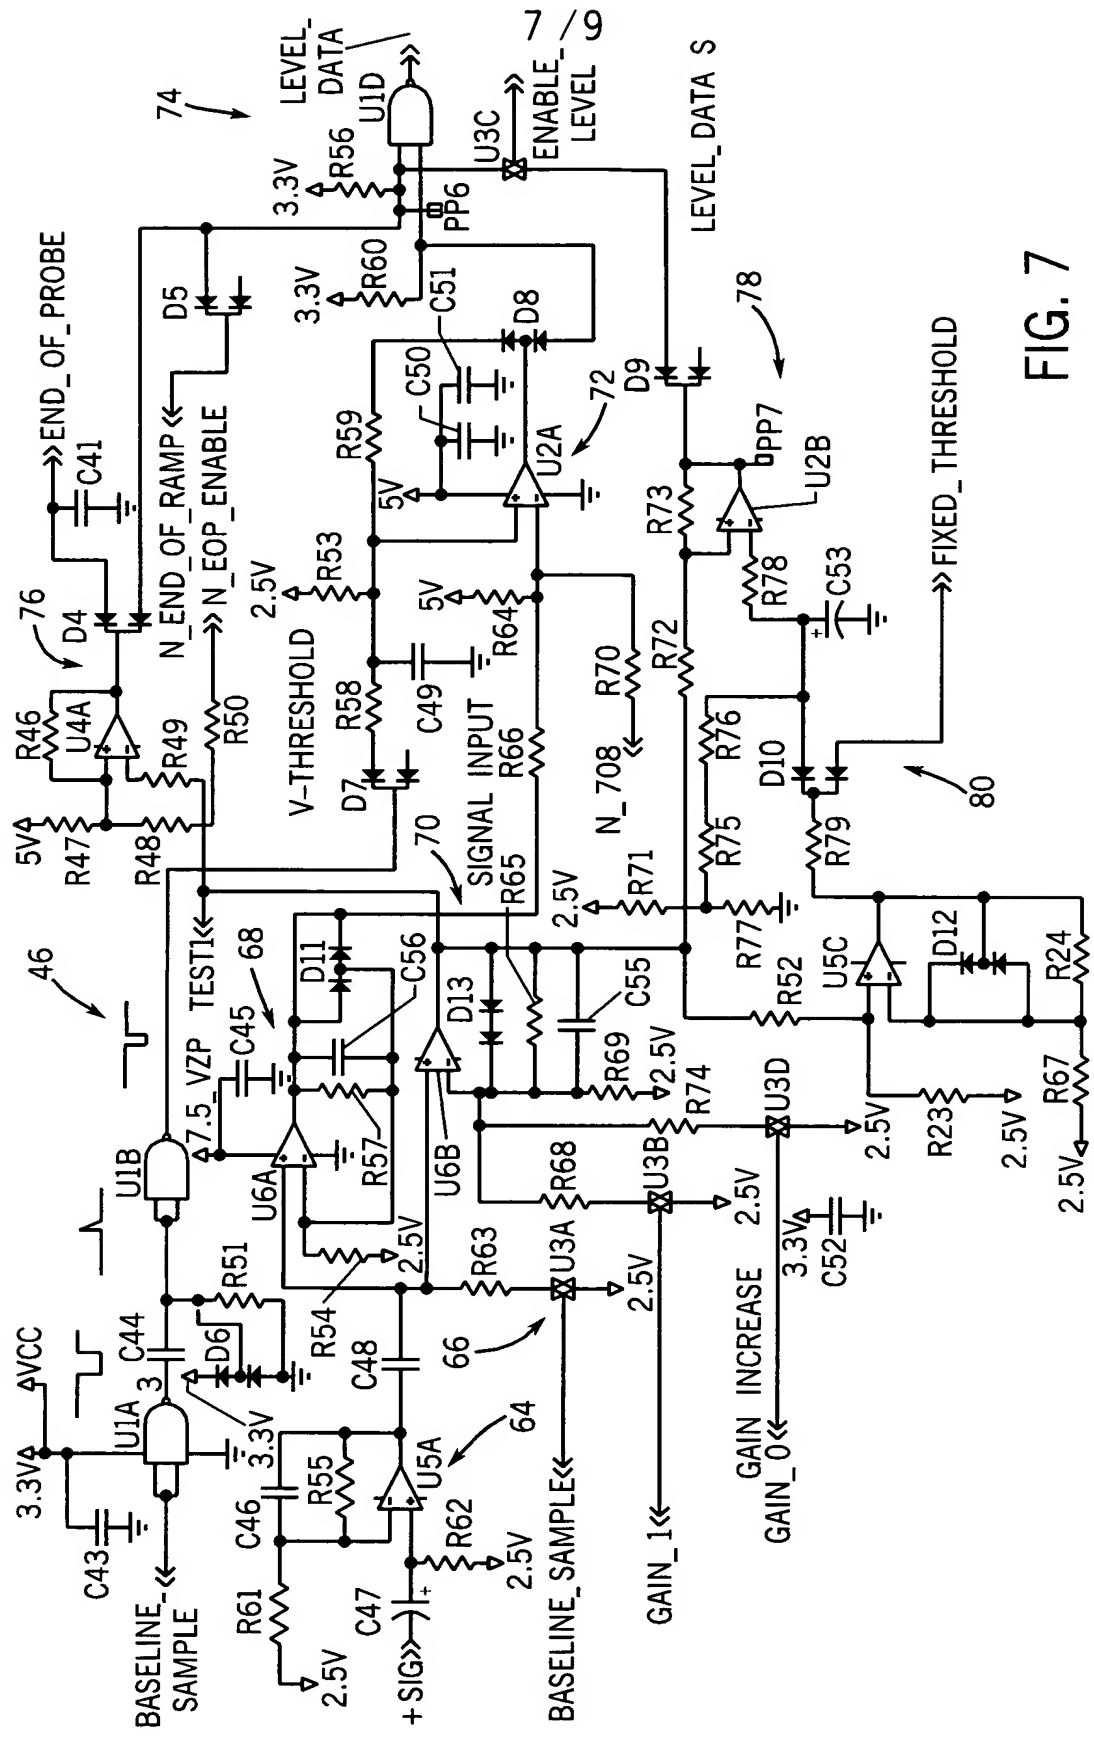 7 / 9
74
LEVEL_
DATA
U1D
R56
3.3V
PP6
U3C
ENABLE_
LEVEL
LEVEL_DATA S
END_OF_PROBE
C41
D5
N_END_OF_RAMP
N_EOP_ENABLE
76
D4
R46
U4A
R49
R50
5V
R47
R48
TEST1
3.3V
R60
C51
C50
D8
R59
5V
U2A
72
2.5V
R53
5V
R64
V-THRESHOLD
R58
C49
SIGNAL INPUT
R66
D7
70
R70
N_708
R65
D9
78
PP7
U2B
R73
R78
C53
R72
R76
D10
FIXED_THRESHOLD
80
R75
R79
R71
2.5V
R77
46
7.5_VZP
C45
68
D11
C56
U6A
R57
R54
2.5V
D13
C55
U6B
R69
2.5V
R74
U3D
2.5V
R68
U3B
2.5V
R63
U3A
2.5V
66
R52
U5C
D12
R24
R23
2.5V
R67
2.5V
3.3V
C52
U1B
R51
D6
C44
3
3.3V
VCC
3.3V
U1A
C43
BASELINE_
SAMPLE
C48
C46
R55
U5A
64
R61
2.5V
R62
2.5V
C47
+
+SIG
BASELINE_SAMPLE
GAIN_1
GAIN INCREASE
GAIN_0
FIG. 7